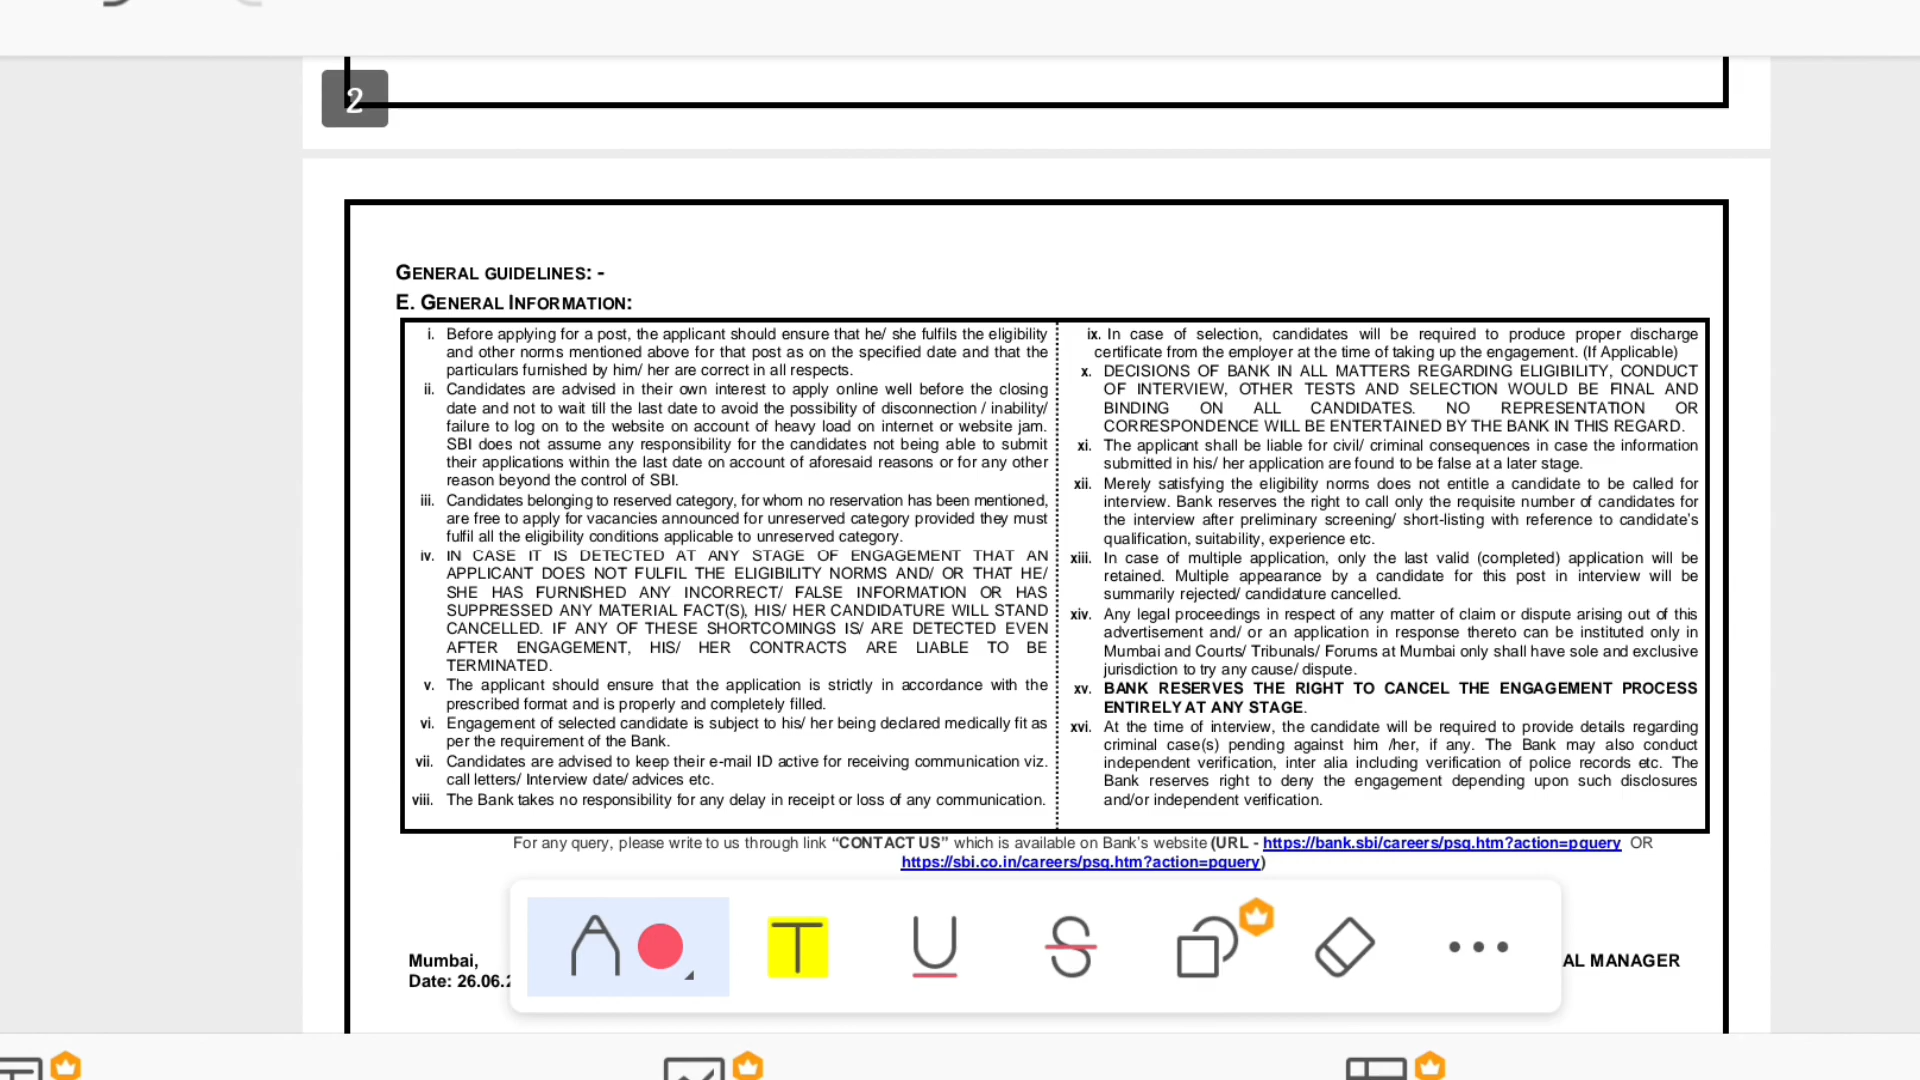 2
GENERAL GUIDELINES: -
E. GENERAL INFORMATION:
i. Before applying for a post, the applicant should ensure that he/ she fulfils the eligibility
and other norms mentioned above for that post as on the specified date and that the
particulars furnished by him/ her are correct in all respects.
ii. Candidates are advised in their own interest to apply online well before the closing
date and not to wait till the last date to avoid the possibility of disconnection / inability/
failure to log on to the website on account of heavy load on internet or website jam.
SBI does not assume any responsibility for the candidates not being able to submit
their applications within the last date on account of aforesaid reasons or for any other
reason beyond the control of SBI.
iii. Candidates belonging to reserved category, for whom no reservation has been mentioned,
are free to apply for vacancies announced for unreserved category provided they must
fulfil all the eligibility conditions applicable to unreserved category.
iv. IN CASE IT IS DETECTED AT ANY STAGE OF ENGAGEMENT THAT AN
APPLICANT DOES NOT FULFIL THE ELIGIBILITY NORMS AND/ OR THAT HE/
SHE HAS FURNISHED ANY INCORRECT/ FALSE INFORMATION OR HAS
SUPPRESSED ANY MATERIAL FACT(S), HIS/ HER CANDIDATURE WILL STAND
CANCELLED. IF ANY OF THESE SHORTCOMINGS IS/ ARE DETECTED EVEN
AFTER ENGAGEMENT, HIS/ HER CONTRACTS ARE LIABLE TO BE
TERMINATED.
v. The applicant should ensure that the application is strictly in accordance with the
prescribed format and is properly and completely filled.
vi. Engagement of selected candidate is subject to his/ her being declared medically fit as
per the requirement of the Bank.
vii. Candidates are advised to keep their e-mail ID active for receiving communication viz.
call letters/ Interview date/ advices etc.
viii. The Bank takes no responsibility for any delay in receipt or loss of any communication.
ix. In case of selection, candidates will be required to produce proper discharge
certificate from the employer at the time of taking up the engagement. (If Applicable)
x. DECISIONS OF BANK IN ALL MATTERS REGARDING ELIGIBILITY, CONDUCT
OF INTERVIEW, OTHER TESTS AND SELECTION WOULD BE FINAL AND
BINDING ON ALL CANDIDATES. NO REPRESENTATION OR
CORRESPONDENCE WILL BE ENTERTAINED BY THE BANK IN THIS REGARD.
xi. The applicant shall be liable for civil/ criminal consequences in case the information
submitted in his/ her application are found to be false at a later stage.
xii. Merely satisfying the eligibility norms does not entitle a candidate to be called for
interview. Bank reserves the right to call only the requisite number of candidates for
the interview after preliminary screening/ short-listing with reference to candidate's
qualification, suitability, experience etc.
xiii. In case of multiple application, only the last valid (completed) application will be
retained. Multiple appearance by a candidate for this post in interview will be
summarily rejected/ candidature cancelled.
xiv. Any legal proceedings in respect of any matter of claim or dispute arising out of this
advertisement and/ or an application in response thereto can be instituted only in
Mumbai and Courts/ Tribunals/ Forums at Mumbai only shall have sole and exclusive
jurisdiction to try any cause/ dispute.
xv. BANK RESERVES THE RIGHT TO CANCEL THE ENGAGEMENT PROCESS
ENTIRELY AT ANY STAGE.
xvi. At the time of interview, the candidate will be required to provide details regarding
criminal case(s) pending against him /her, if any. The Bank may also conduct
independent verification, inter alia including verification of police records etc. The
Bank reserves right to deny the engagement depending upon such disclosures
and/or independent verification.
For any query, please write to us through link “CONTACT US” which is available on Bank's website (URL - https://bank.sbi/careers/psq.htm?action=pquery OR
https://sbi.co.in/careers/psq.htm?action=pquery)
Mumbai,
Date: 26.06.
AL MANAGER
T U S